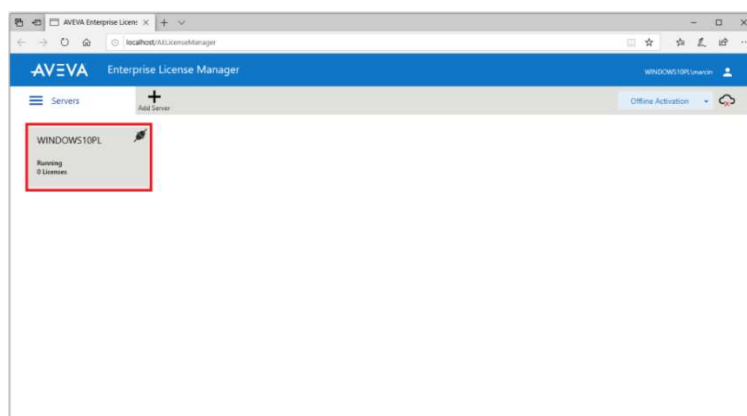 AVEVA Enterprise Licens
localhost/AELicenseManager
AVEVA Enterprise License Manager
WINDOWS10PL\marcin
Servers
Add Server
Offline Activation
WINDOWS10PL
Running
0 Licenses